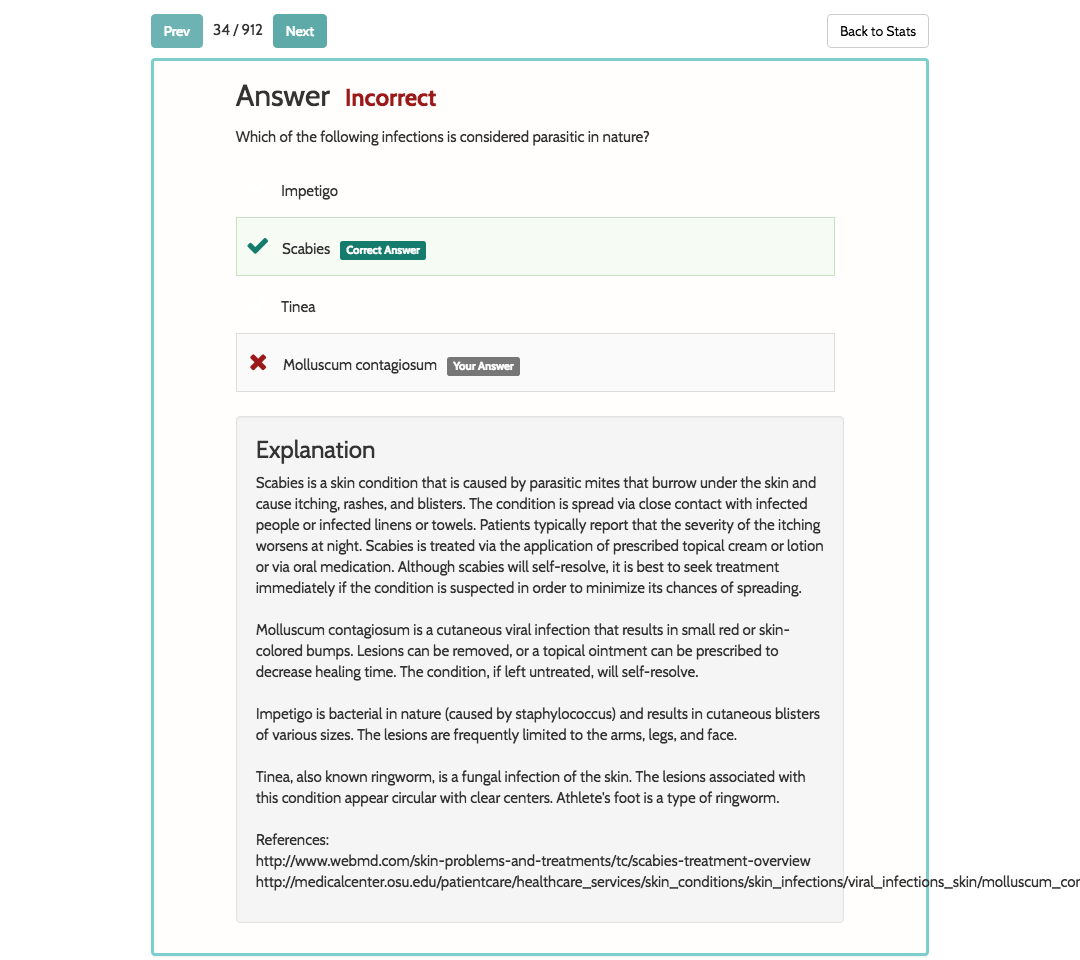 Prev 34 / 912 Next Back to Stats
Answer Incorrect
Which of the following infections is considered parasitic in nature?
Impetigo
Scabies Correct Answer
Tinea
Molluscum contagiosum Your Answer
Explanation
Scabies is a skin condition that is caused by parasitic mites that burrow under the skin and
cause itching, rashes, and blisters. The condition is spread via close contact with infected
people or infected linens or towels. Patients typically report that the severity of the itching
worsens at night. Scabies is treated via the application of prescribed topical cream or lotion
or via oral medication. Although scabies will self-resolve, it is best to seek treatment
immediately if the condition is suspected in order to minimize its chances of spreading.
Molluscum contagiosum is a cutaneous viral infection that results in small red or skin-
colored bumps. Lesions can be removed, or a topical ointment can be prescribed to
decrease healing time. The condition, if left untreated, will self-resolve.
Impetigo is bacterial in nature (caused by staphylococcus) and results in cutaneous blisters
of various sizes. The lesions are frequently limited to the arms, legs, and face.
Tinea, also known ringworm, is a fungal infection of the skin. The lesions associated with
this condition appear circular with clear centers. Athlete's foot is a type of ringworm.
References:
http://www.webmd.com/skin-problems-and-treatments/tc/scabies-treatment-overview
http://medicalcenter.osu.edu/patientcare/healthcare_services/skin_conditions/skin_infections/viral_infections_skin/molluscum_cor